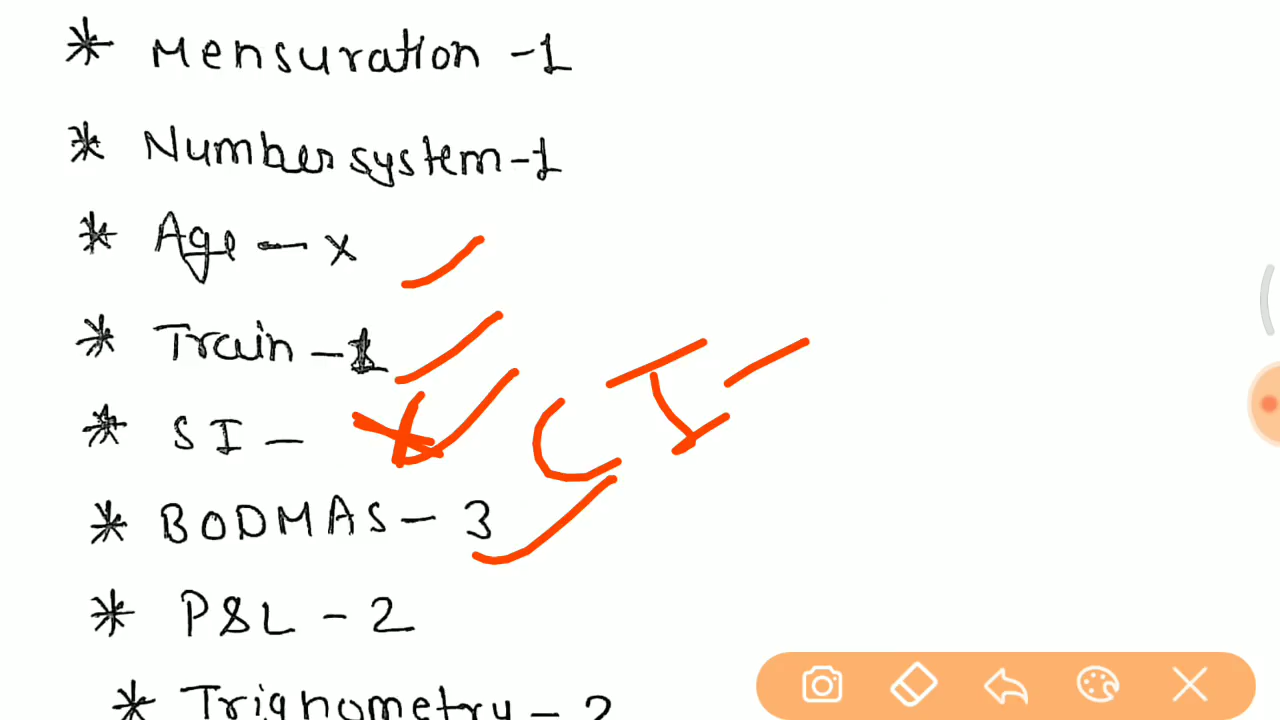 * Mensuration -1
* Number system -1
* Age - x
* Train - 1
* SI -
CI -
* BODMAS - 3
* P&L - 2
* Trignometry - 2